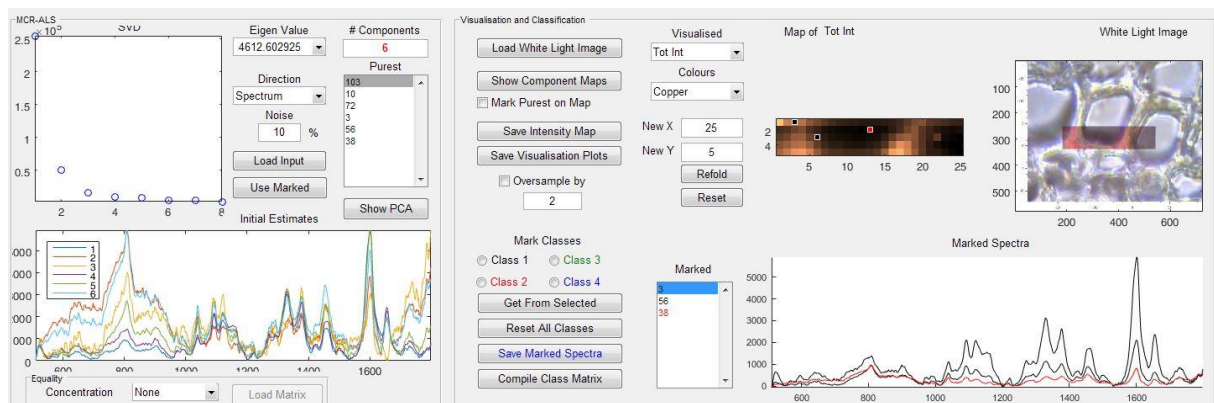 MCR-ALS
×10⁵
SVD
2.5
2
1.5
1
0.5
2
4
6
8
Eigen Value
4612.602925
Direction
Spectrum
Noise
10 %
Load Input
Use Marked
Initial Estimates
# Components
6
Purest
103
10
72
3
56
38
Show PCA
1
2
3
4
5
6
600 800 1000 1200 1400 1600
Equality
Concentration None Load Matrix
Visualisation and Classification
Load White Light Image
Show Component Maps
Mark Purest on Map
Save Intensity Map
Save Visualisation Plots
Oversample by
2
Visualised
Tot Int
Colours
Copper
New X 25
New Y 5
Refold
Reset
Map of Tot Int
2
4
5 10 15 20 25
White Light Image
100
200
300
400
500
200 400 600
Mark Classes
Class 1 Class 3
Class 2 Class 4
Get From Selected
Reset All Classes
Save Marked Spectra
Compile Class Matrix
Marked
3
56
38
Marked Spectra
5000
4000
3000
2000
1000
0
600 800 1000 1200 1400 1600